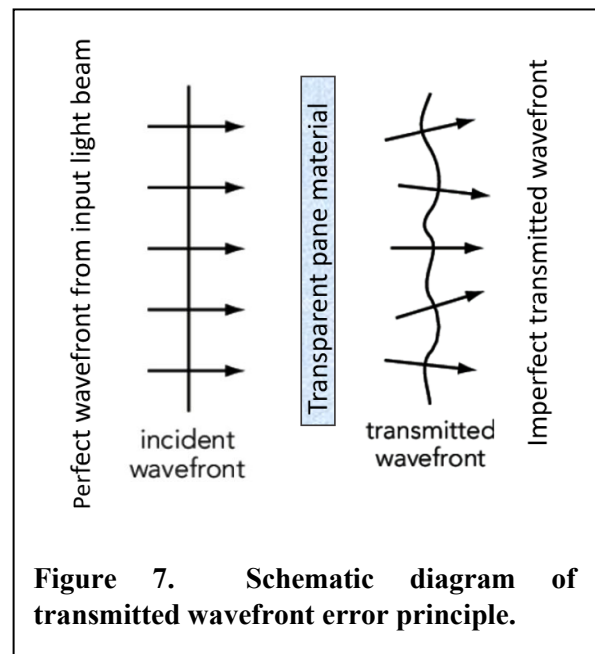 Perfect wavefront from input light beam
incident
wavefront
Transparent pane material
transmitted
wavefront
Imperfect transmitted wavefront
Figure 7. Schematic diagram of
transmitted wavefront error principle.